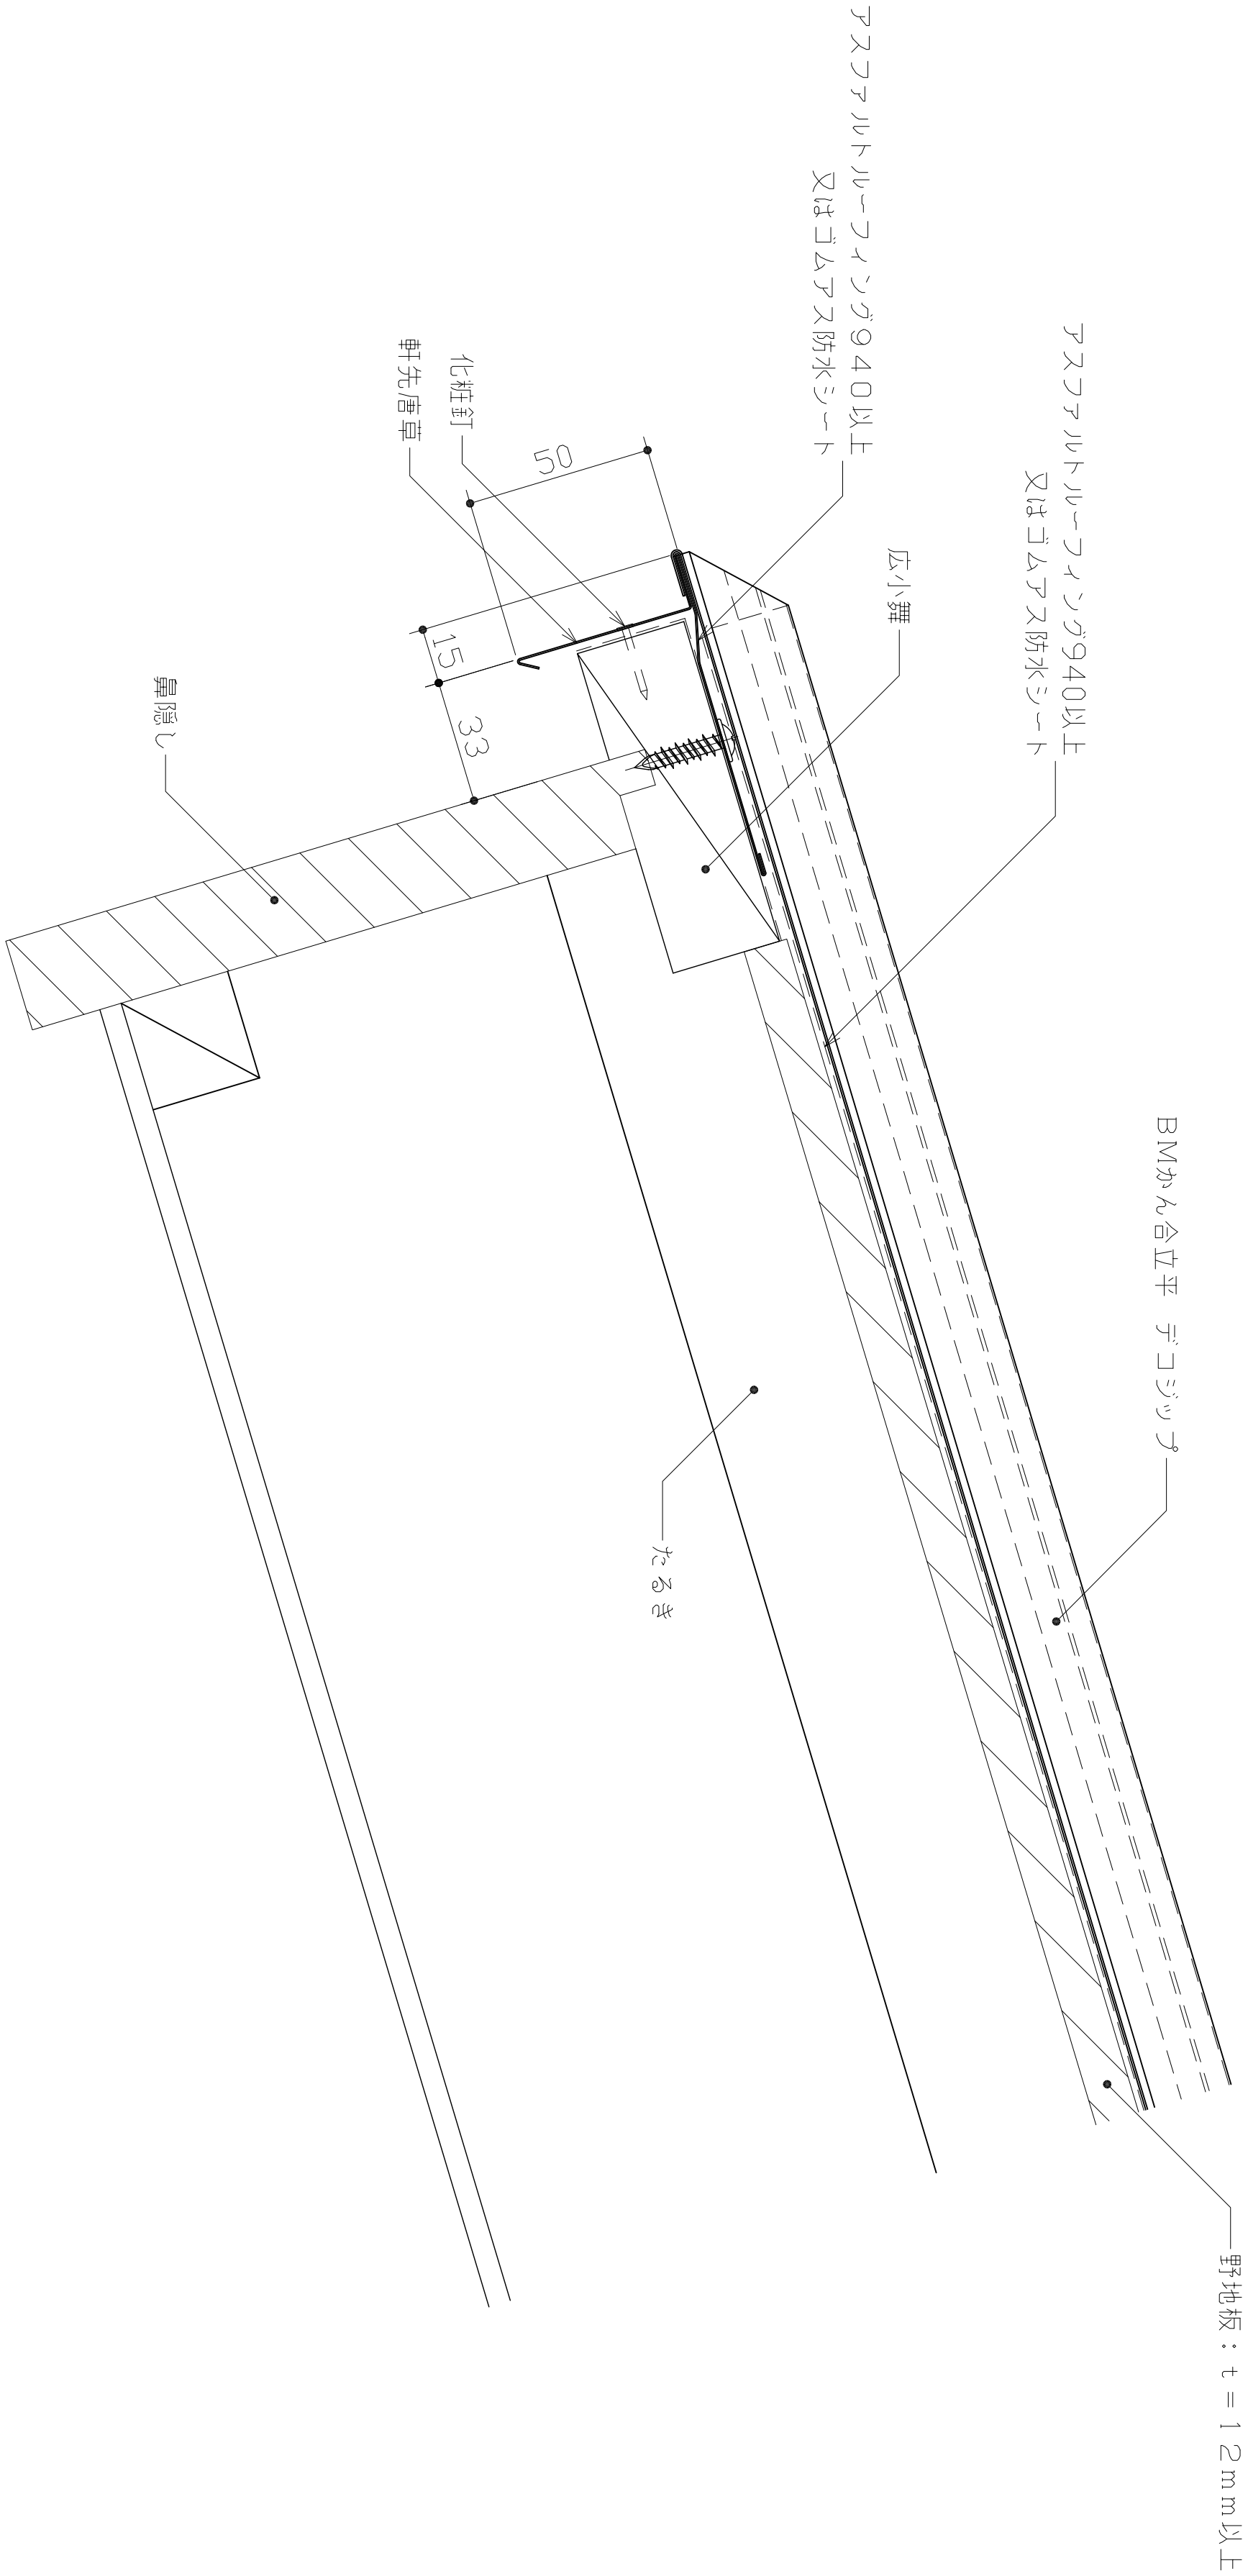 アスファルトルーフィング940以上
又はゴムアス防水シート
アスファルトルーフィング940以上
又はゴムアス防水シート
BMかん合立平 デコジップ
野地板：t＝12mm以上
広小舞
化粧釘
軒先唐草
50
15
33
鼻隠し
たるき